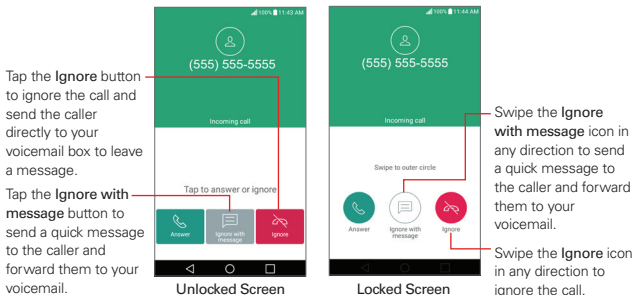 Tap the Ignore button
to ignore the call and
send the caller
directly to your
voicemail box to leave
a message.
Tap the Ignore with
message button to
send a quick message
to the caller and
forward them to your
voicemail.
100% 11:43 AM
(555) 555-5555
Incoming call
Tap to answer or ignore
Answer
Ignore with
message
Ignore
Unlocked Screen
100% 11:44 AM
(555) 555-5555
Incoming call
Swipe to outer circle
Answer
Ignore with
message
Ignore
Locked Screen
Swipe the Ignore
with message icon in
any direction to send
a quick message to
the caller and forward
them to your
voicemail.
Swipe the Ignore icon
in any direction to
ignore the call.